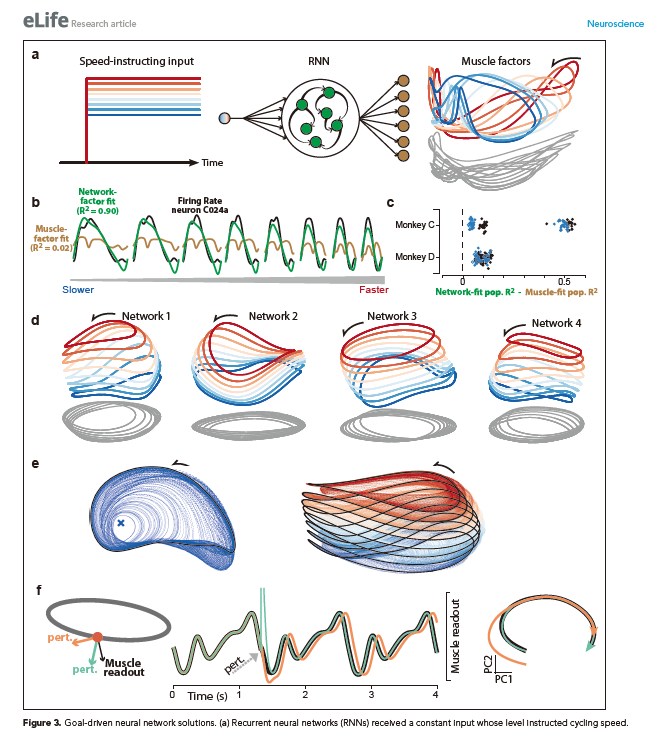 eLife Research article
Neuroscience
a
Speed-instructing input
RNN
Muscle factors
Time
b
Network-
factor fit
(R² = 0.90)
Firing Rate
neuron C024a
Muscle-
factor fit
(R² = 0.02)
Slower
Faster
c
Monkey C
Monkey D
0
0.5
Network-fit pop. R² - Muscle-fit pop. R²
d
Network 1
Network 2
Network 3
Network 4
e
f
pert.
pert.
Muscle
readout
pert.
0
1
2
3
4
Time (s)
Muscle readout
PC2
PC1
Figure 3. Goal-driven neural network solutions. (a) Recurrent neural networks (RNNs) received a constant input whose level instructed cycling speed.